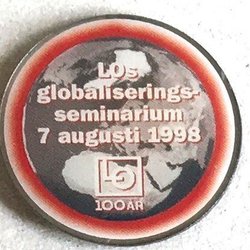 LOs
globaliserings-
seminarium
7 augusti 1998
LO
100 ÅR